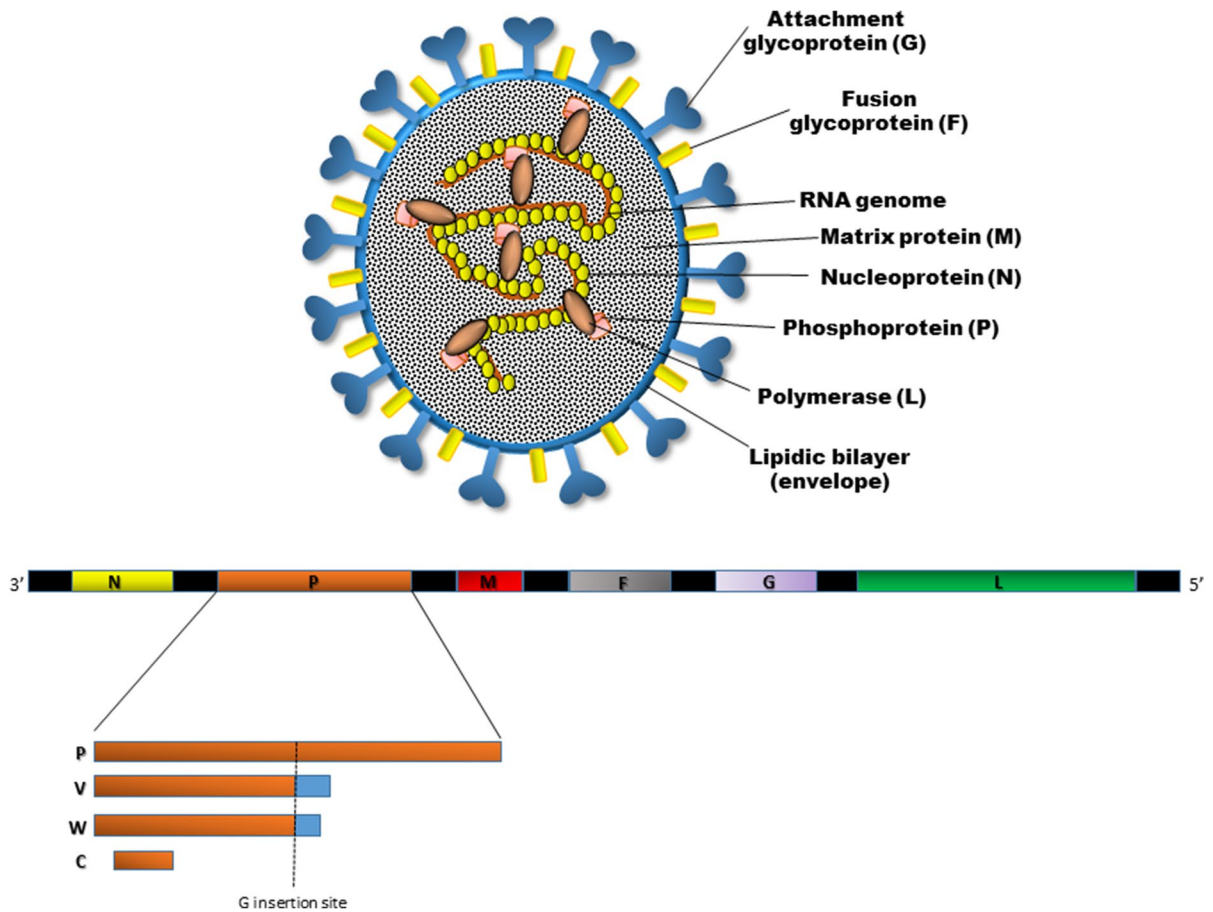 Attachment
glycoprotein (G)
Fusion
glycoprotein (F)
RNA genome
Matrix protein (M)
Nucleoprotein (N)
Phosphoprotein (P)
Polymerase (L)
Lipidic bilayer
(envelope)
3’ N P M F G L 5’
P
V
W
C
G insertion site